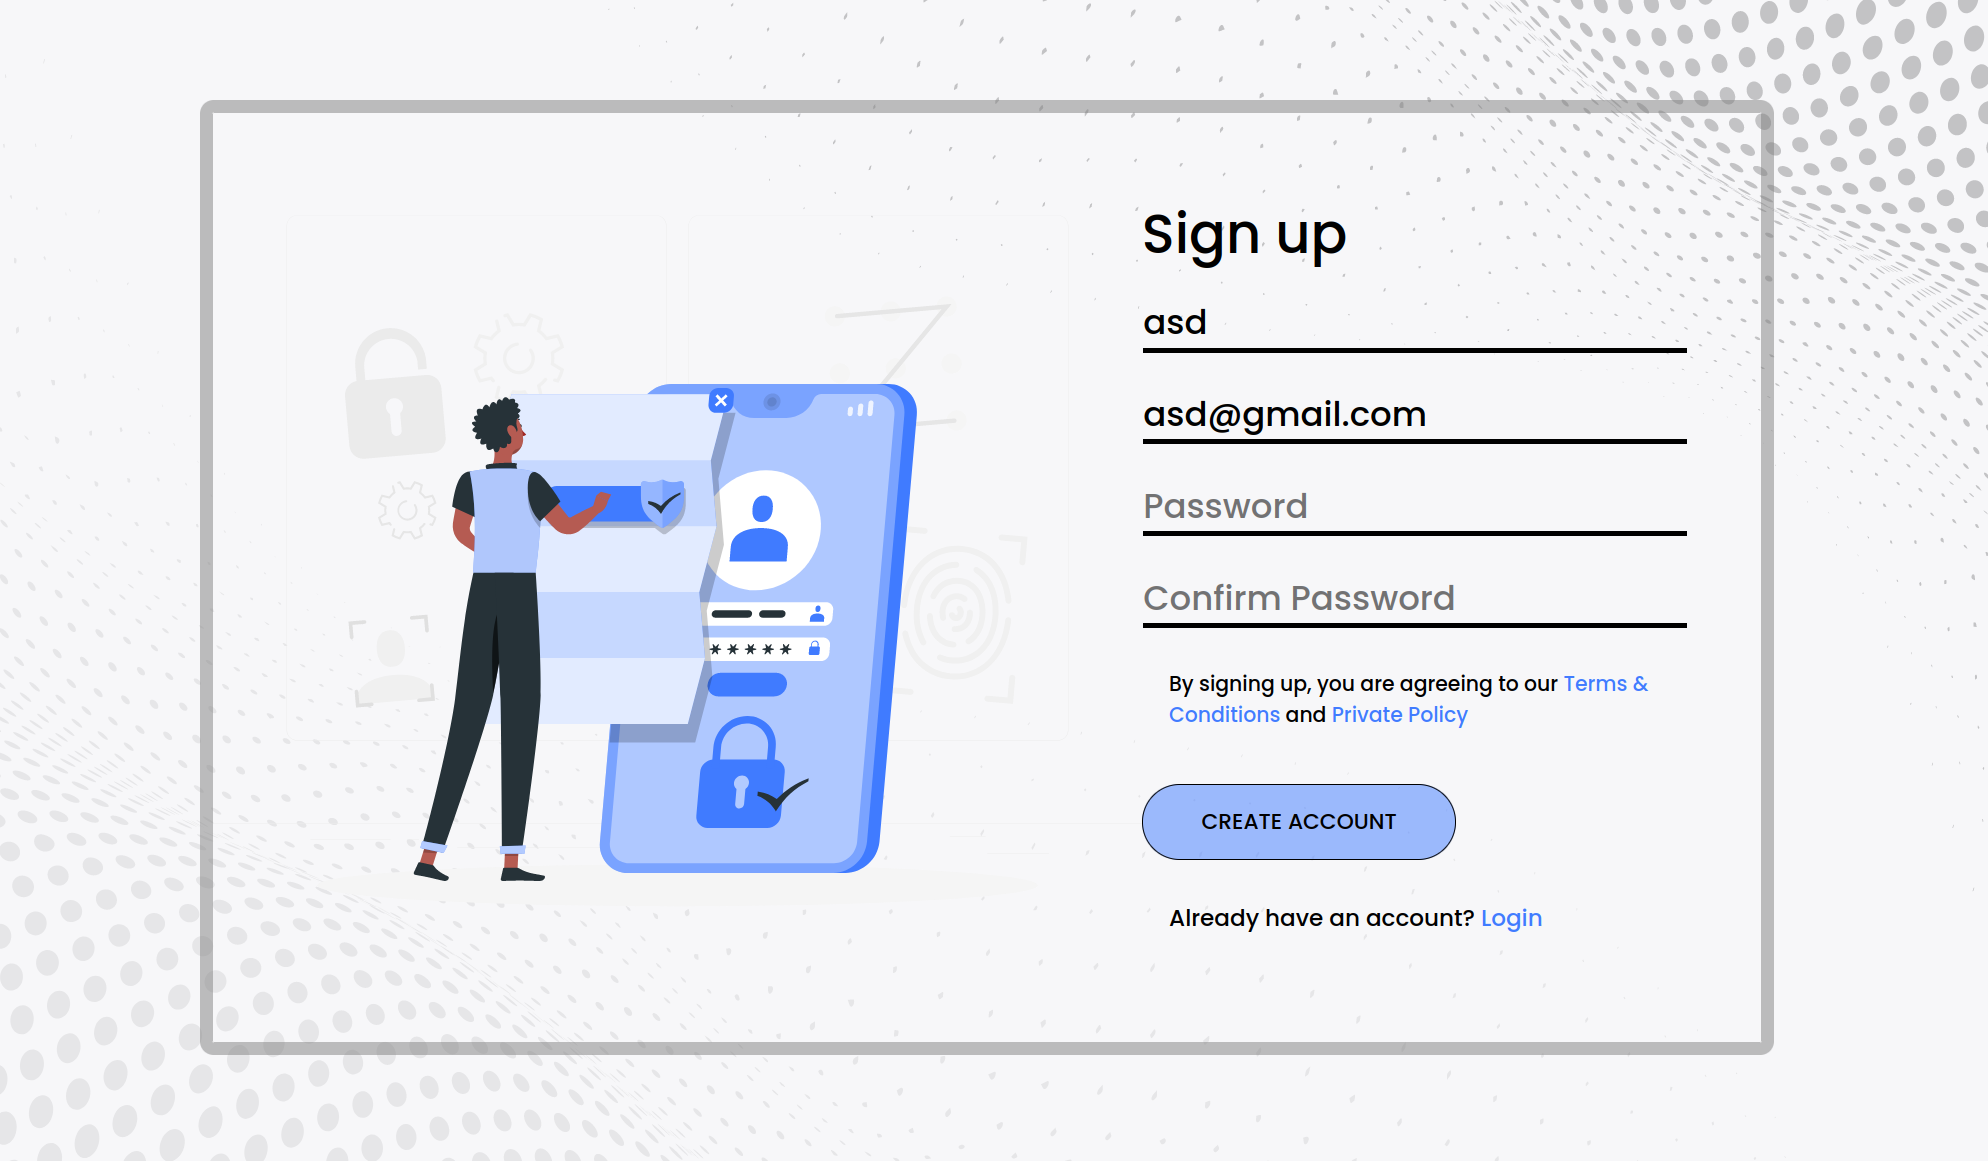 Sign up
asd
asd@gmail.com
Password
Confirm Password
By signing up, you are agreeing to our Terms &
Conditions and Private Policy
CREATE ACCOUNT
Already have an account? Login